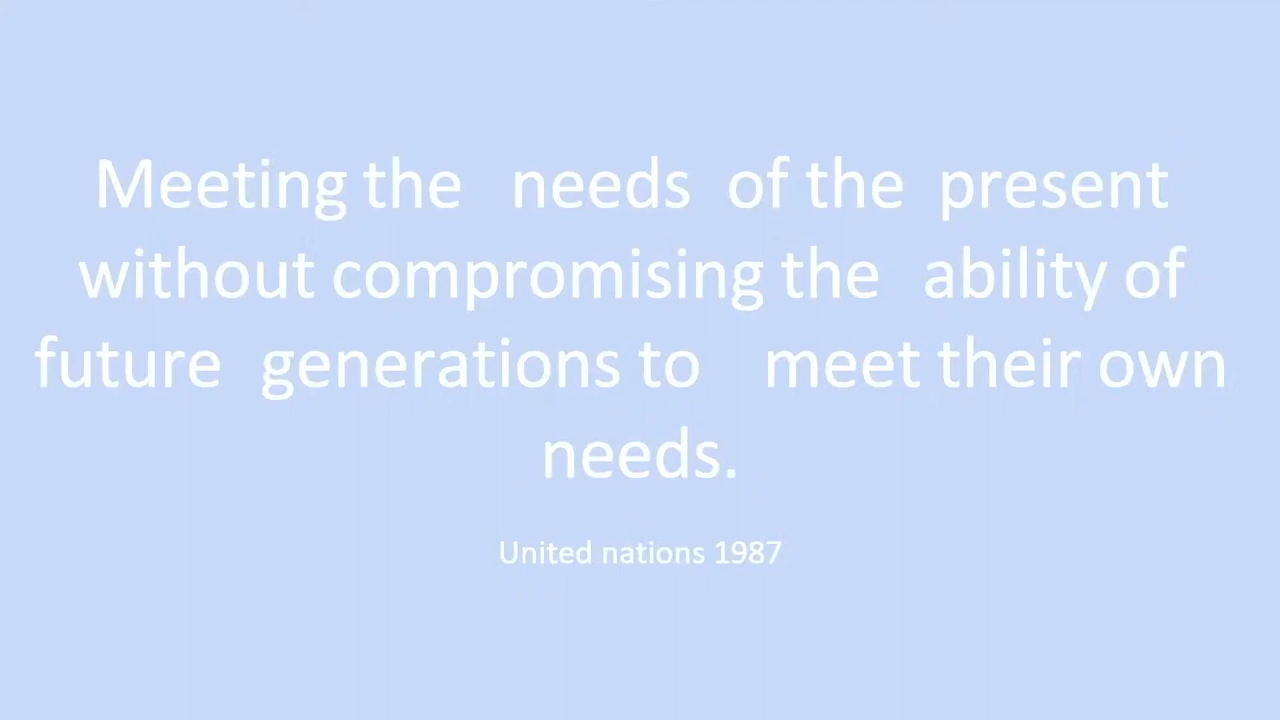 Meeting the needs of the present
without compromising the ability of
future generations to meet their own
needs.
United nations 1987